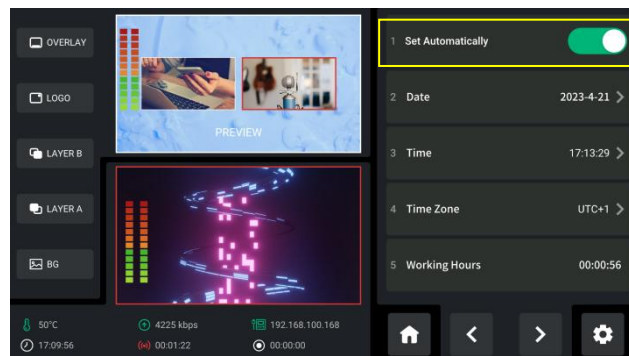 OVERLAY
LOGO
LAYER B
LAYER A
BG
PREVIEW
50°C
4225 kbps
192.168.100.168
17:09:56
00:01:22
00:00:00
1 Set Automatically
2 Date 2023-4-21
3 Time 17:13:29
4 Time Zone UTC+1
5 Working Hours 00:00:56